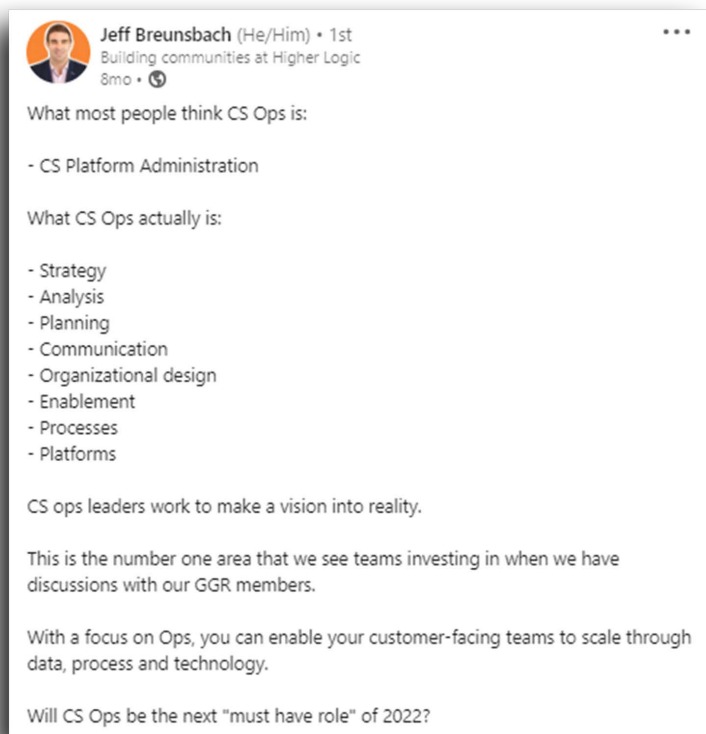 Jeff Breunsbach (He/Him) • 1st
Building communities at Higher Logic
8mo •
What most people think CS Ops is:
- CS Platform Administration
What CS Ops actually is:
- Strategy
- Analysis
- Planning
- Communication
- Organizational design
- Enablement
- Processes
- Platforms
CS ops leaders work to make a vision into reality.
This is the number one area that we see teams investing in when we have
discussions with our GGR members.
With a focus on Ops, you can enable your customer-facing teams to scale through
data, process and technology.
Will CS Ops be the next "must have role" of 2022?